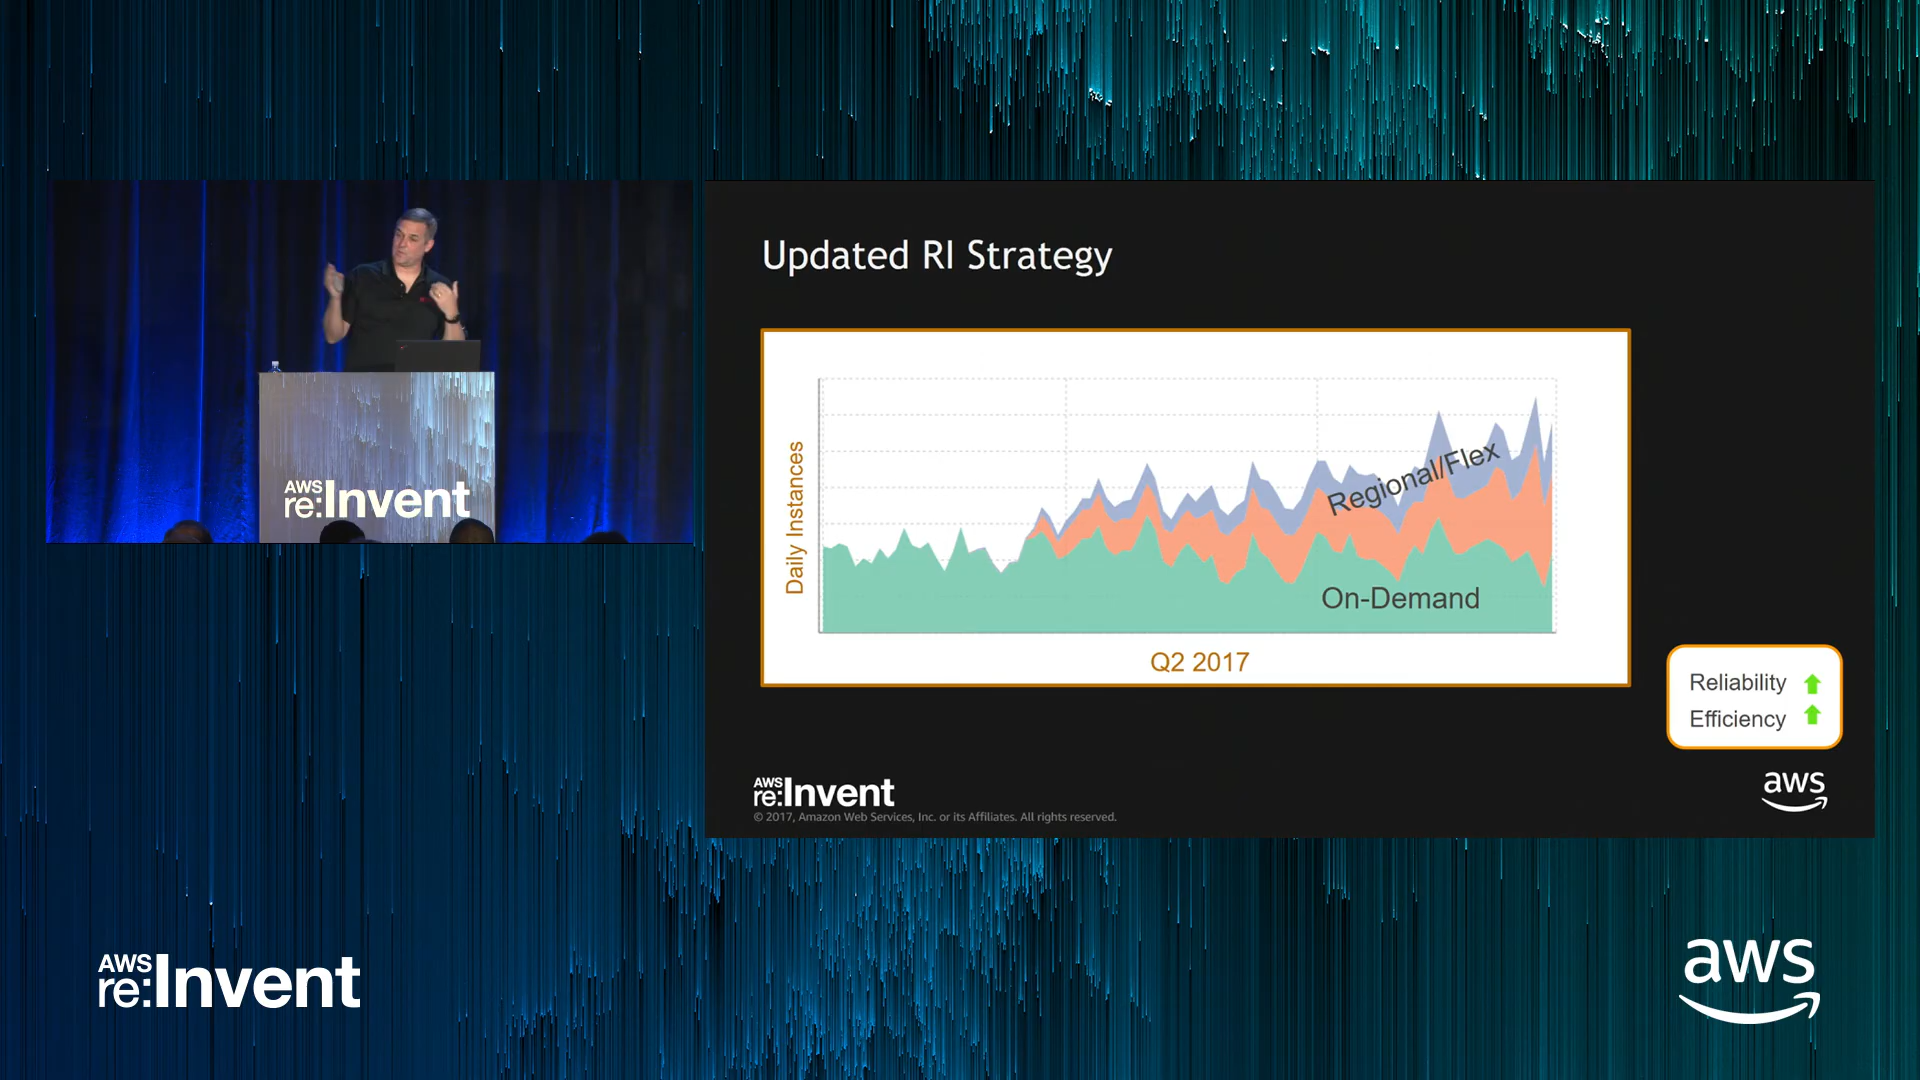 AWS
re:Invent
Updated RI Strategy
Daily Instances
Regional/Flex
On-Demand
Q2 2017
Reliability
Efficiency
AWS
re:Invent
© 2017, Amazon Web Services, Inc. or its Affiliates. All rights reserved.
aws
AWS
re:Invent
aws